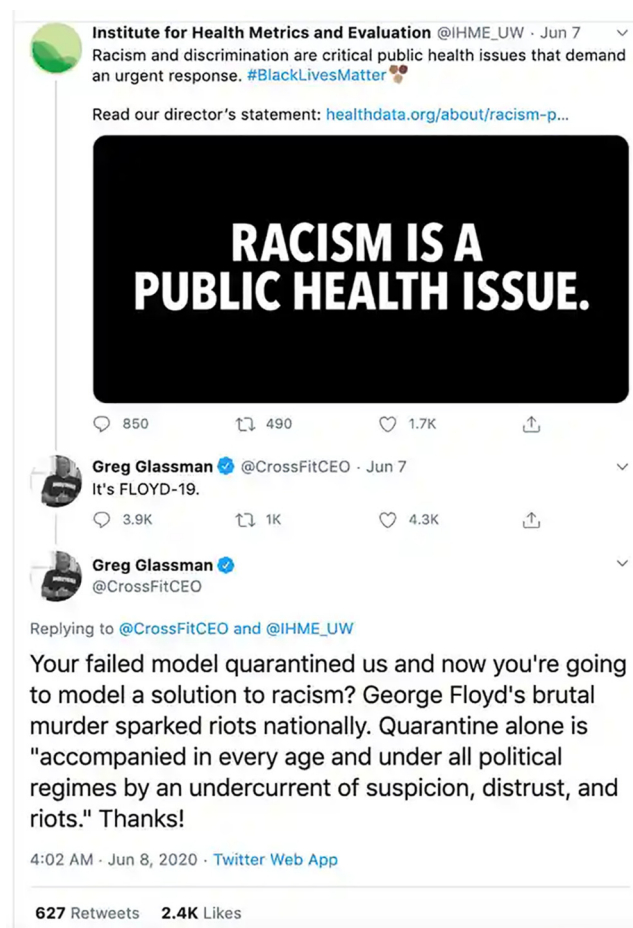 Institute for Health Metrics and Evaluation @IHME_UW · Jun 7
Racism and discrimination are critical public health issues that demand
an urgent response. #BlackLivesMatter
Read our director's statement: healthdata.org/about/racism-p...
RACISM IS A
PUBLIC HEALTH ISSUE.
850 490 1.7K
Greg Glassman @CrossFitCEO · Jun 7
It's FLOYD-19.
3.9K 1K 4.3K
Greg Glassman
@CrossFitCEO
Replying to @CrossFitCEO and @IHME_UW
Your failed model quarantined us and now you're going
to model a solution to racism? George Floyd's brutal
murder sparked riots nationally. Quarantine alone is
"accompanied in every age and under all political
regimes by an undercurrent of suspicion, distrust, and
riots." Thanks!
4:02 AM · Jun 8, 2020 · Twitter Web App
627 Retweets 2.4K Likes